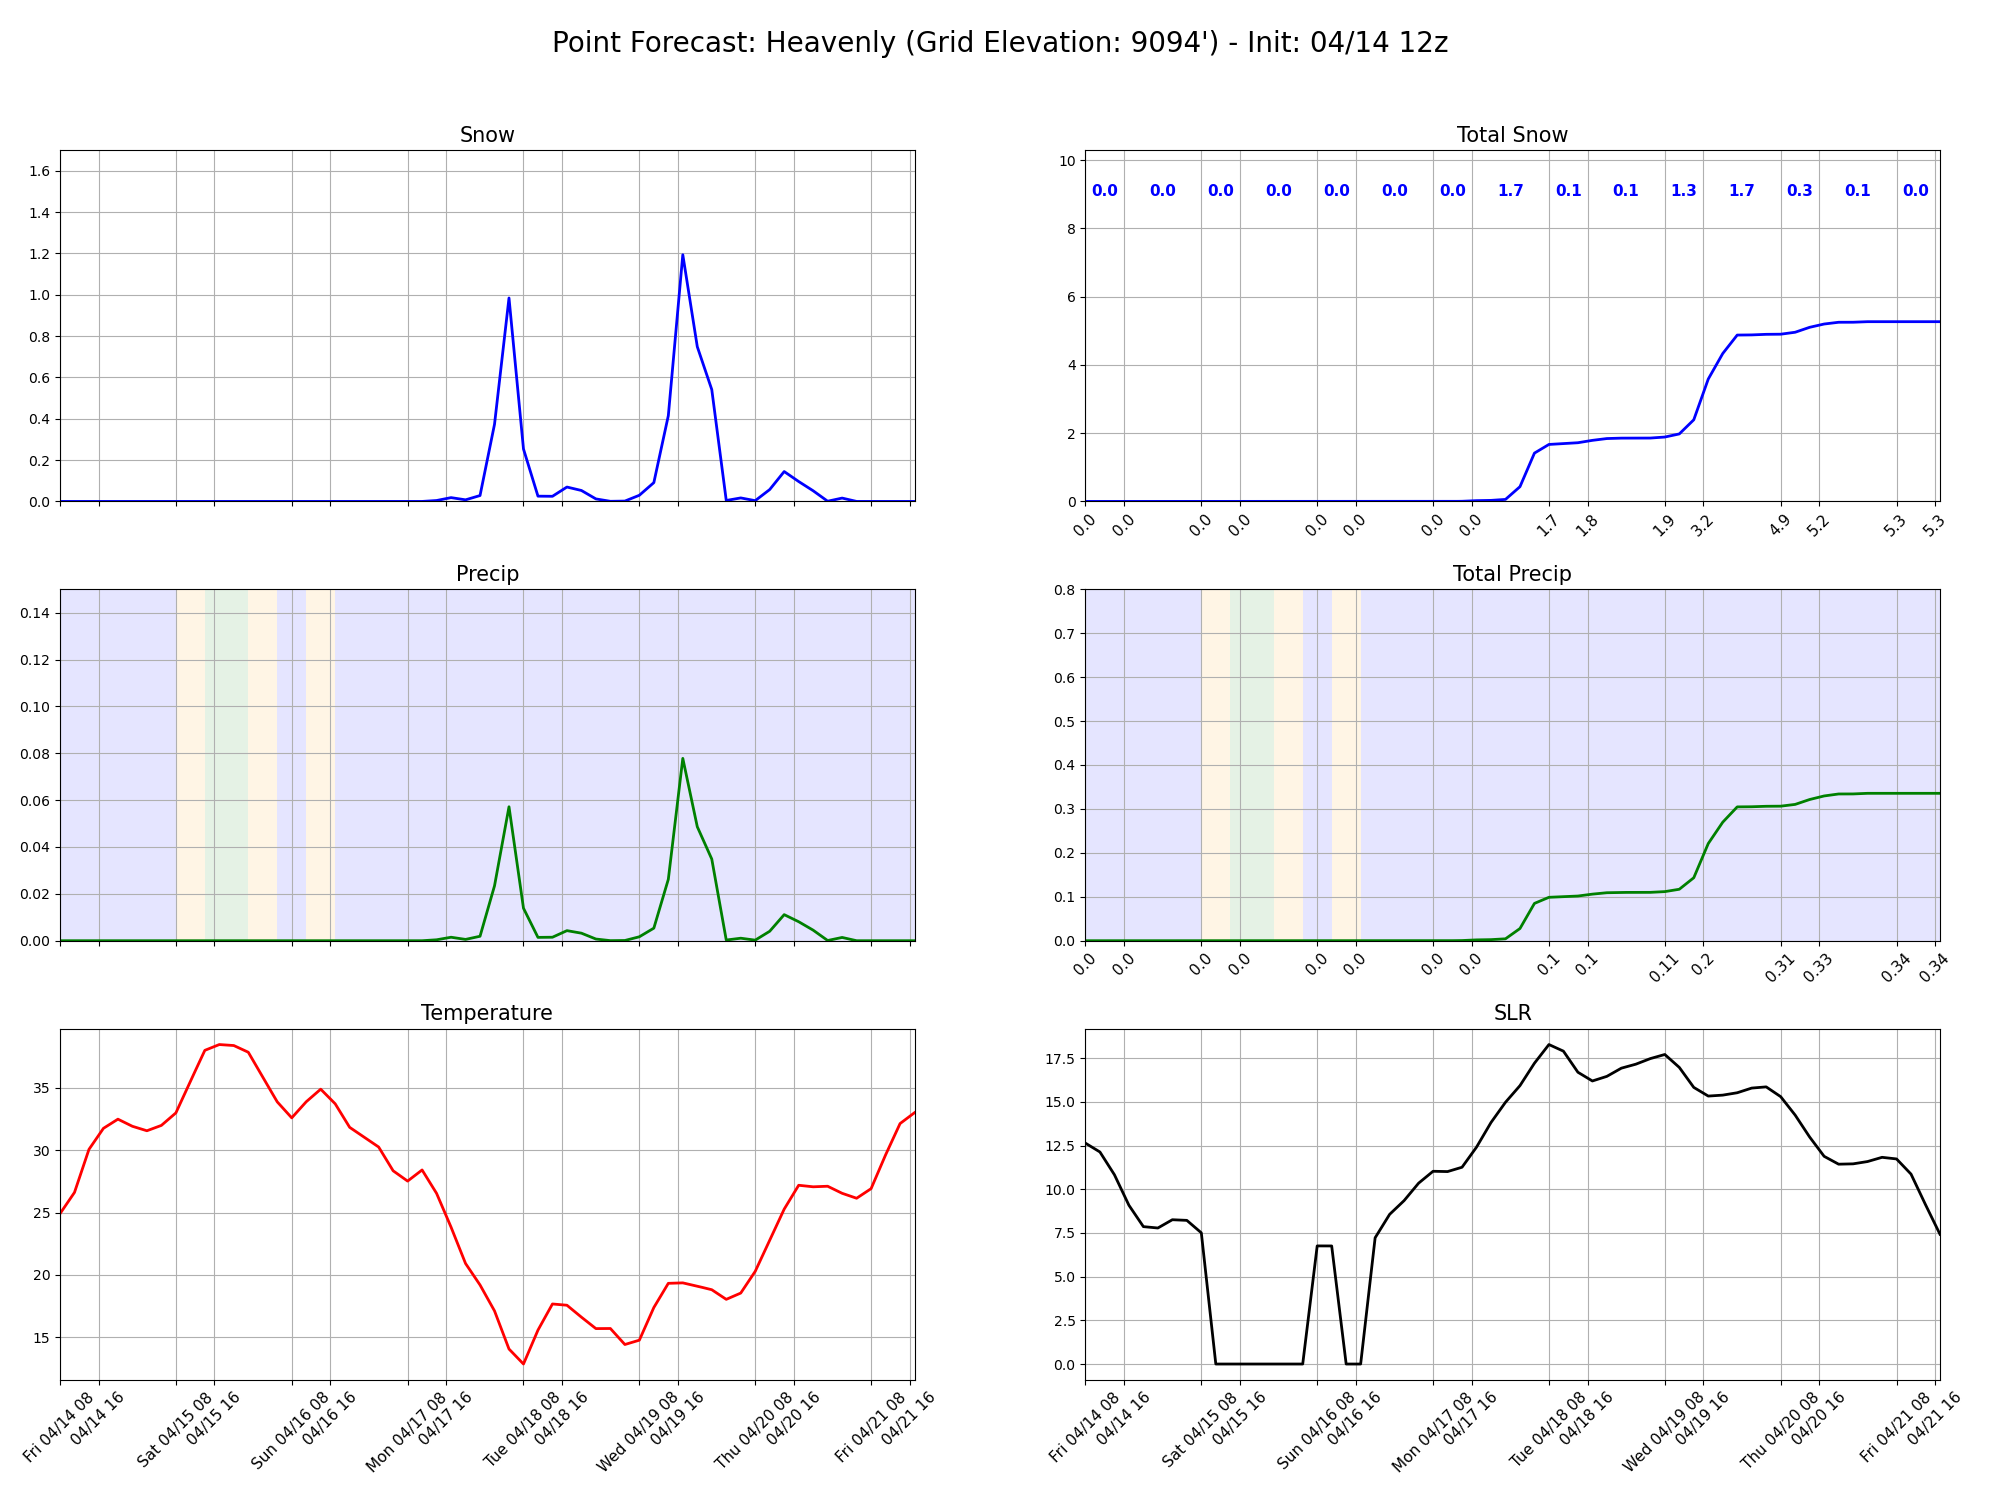 Point Forecast: Heavenly (Grid Elevation: 9094') - Init: 04/14 12z
Snow
1.6
1.4
1.2
1.0
0.8
0.6
0.4
0.2
0.0
Total Snow
10
8
6
4
2
0
0.0 0.0 0.0 0.0 0.0 0.0 0.0 1.7 0.1 0.1 1.3 1.7 0.3 0.1 0.0
0.0 0.0 0.0 0.0 0.0 0.0 0.0 0.0 1.7 1.8 1.9 3.2 4.9 5.2 5.3 5.3
Precip
0.14
0.12
0.10
0.08
0.06
0.04
0.02
0.00
Total Precip
0.8
0.7
0.6
0.5
0.4
0.3
0.2
0.1
0.0
0.0 0.0 0.0 0.0 0.0 0.0 0.0 0.0 0.1 0.1 0.11 0.2 0.31 0.33 0.34 0.34
Temperature
35
30
25
20
15
Fri 04/14 08
04/14 16
Sat 04/15 08
04/15 16
Sun 04/16 08
04/16 16
Mon 04/17 08
04/17 16
Tue 04/18 08
04/18 16
Wed 04/19 08
04/19 16
Thu 04/20 08
04/20 16
Fri 04/21 08
04/21 16
SLR
17.5
15.0
12.5
10.0
7.5
5.0
2.5
0.0
Fri 04/14 08
04/14 16
Sat 04/15 08
04/15 16
Sun 04/16 08
04/16 16
Mon 04/17 08
04/17 16
Tue 04/18 08
04/18 16
Wed 04/19 08
04/19 16
Thu 04/20 08
04/20 16
Fri 04/21 08
04/21 16